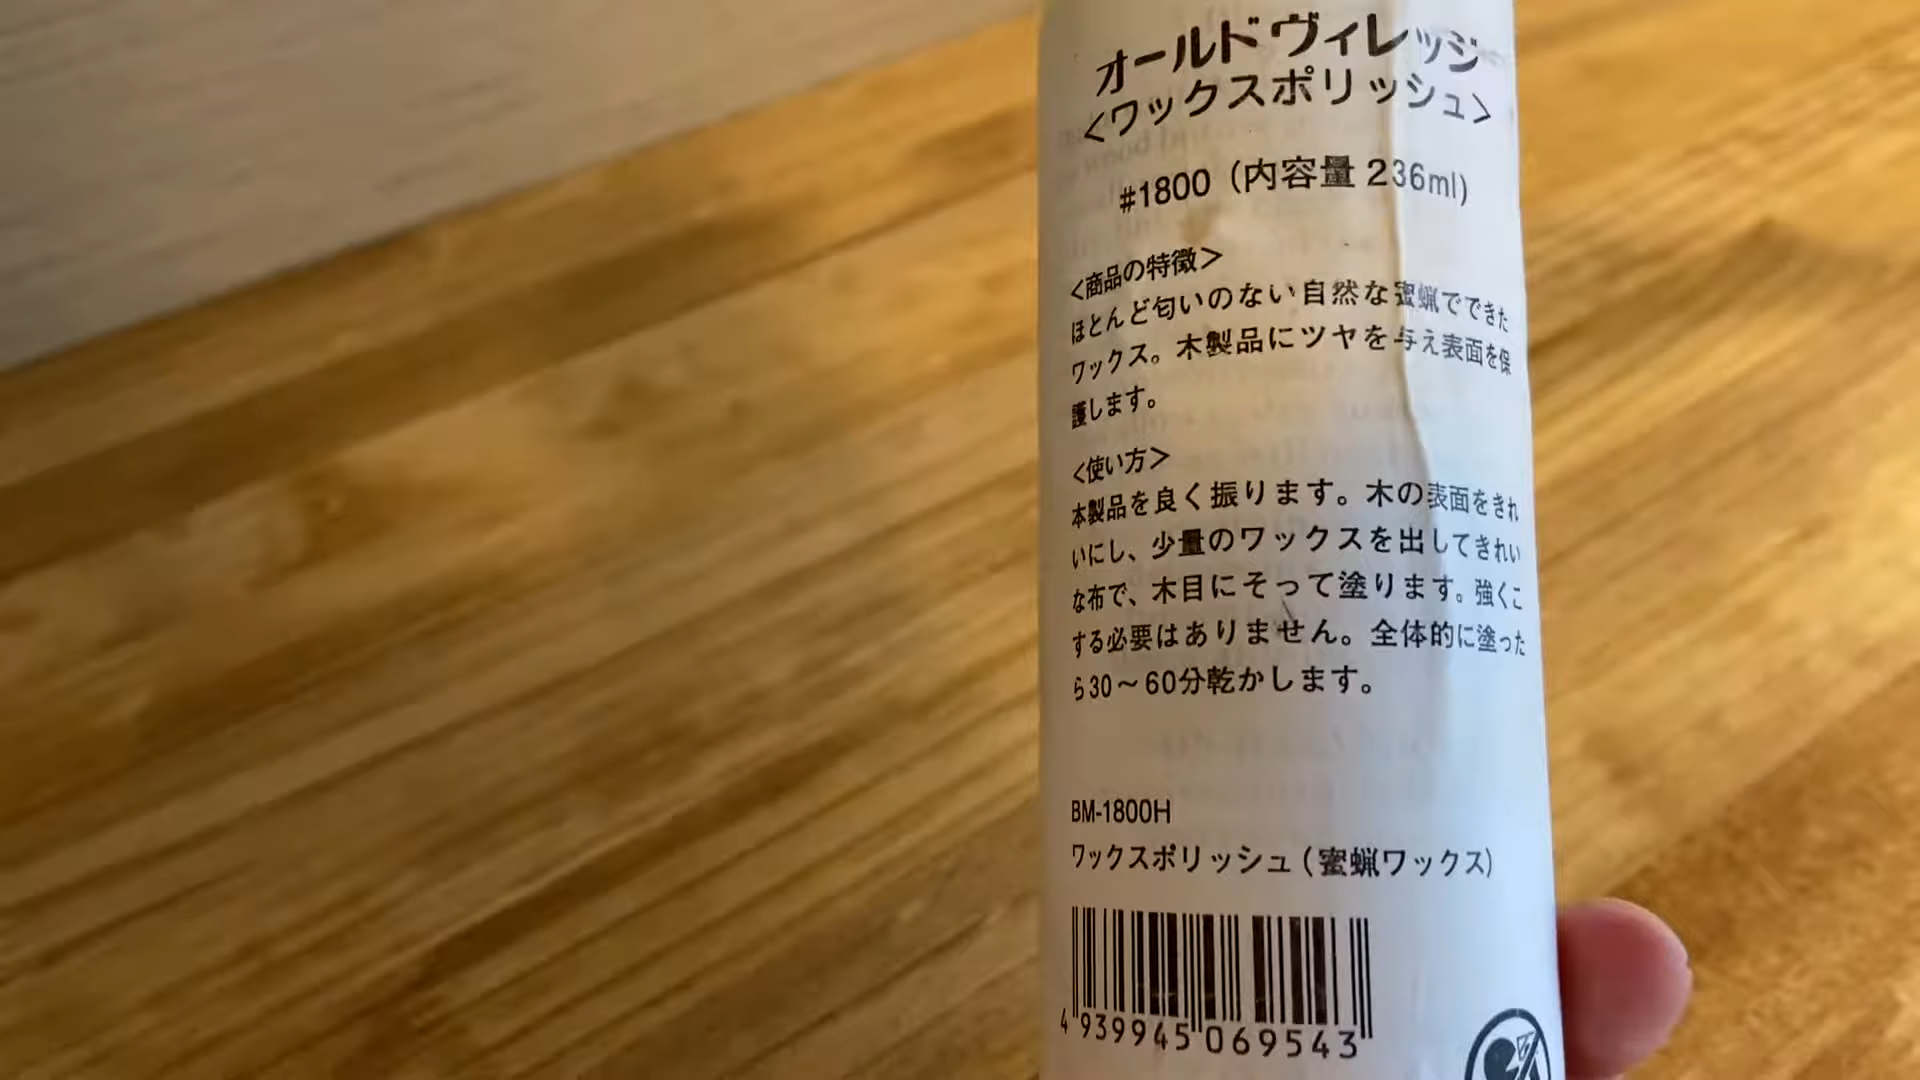 オールドヴィレッジ
<ワックスポリッシュ>
#1800 (内容量 236ml)
<商品の特徴>
ほとんど匂いのない自然な蜜蝋でできた
ワックス。木製品にツヤを与え表面を保
護します。
<使い方>
本製品を良く振ります。木の表面をきれ
いにし、少量のワックスを出してきれい
な布で、木目にそって塗ります。強くこ
する必要はありません。全体的に塗った
ら30～60分乾かします。
BM-1800H
ワックスポリッシュ(蜜蝋ワックス)
4 939945 069543